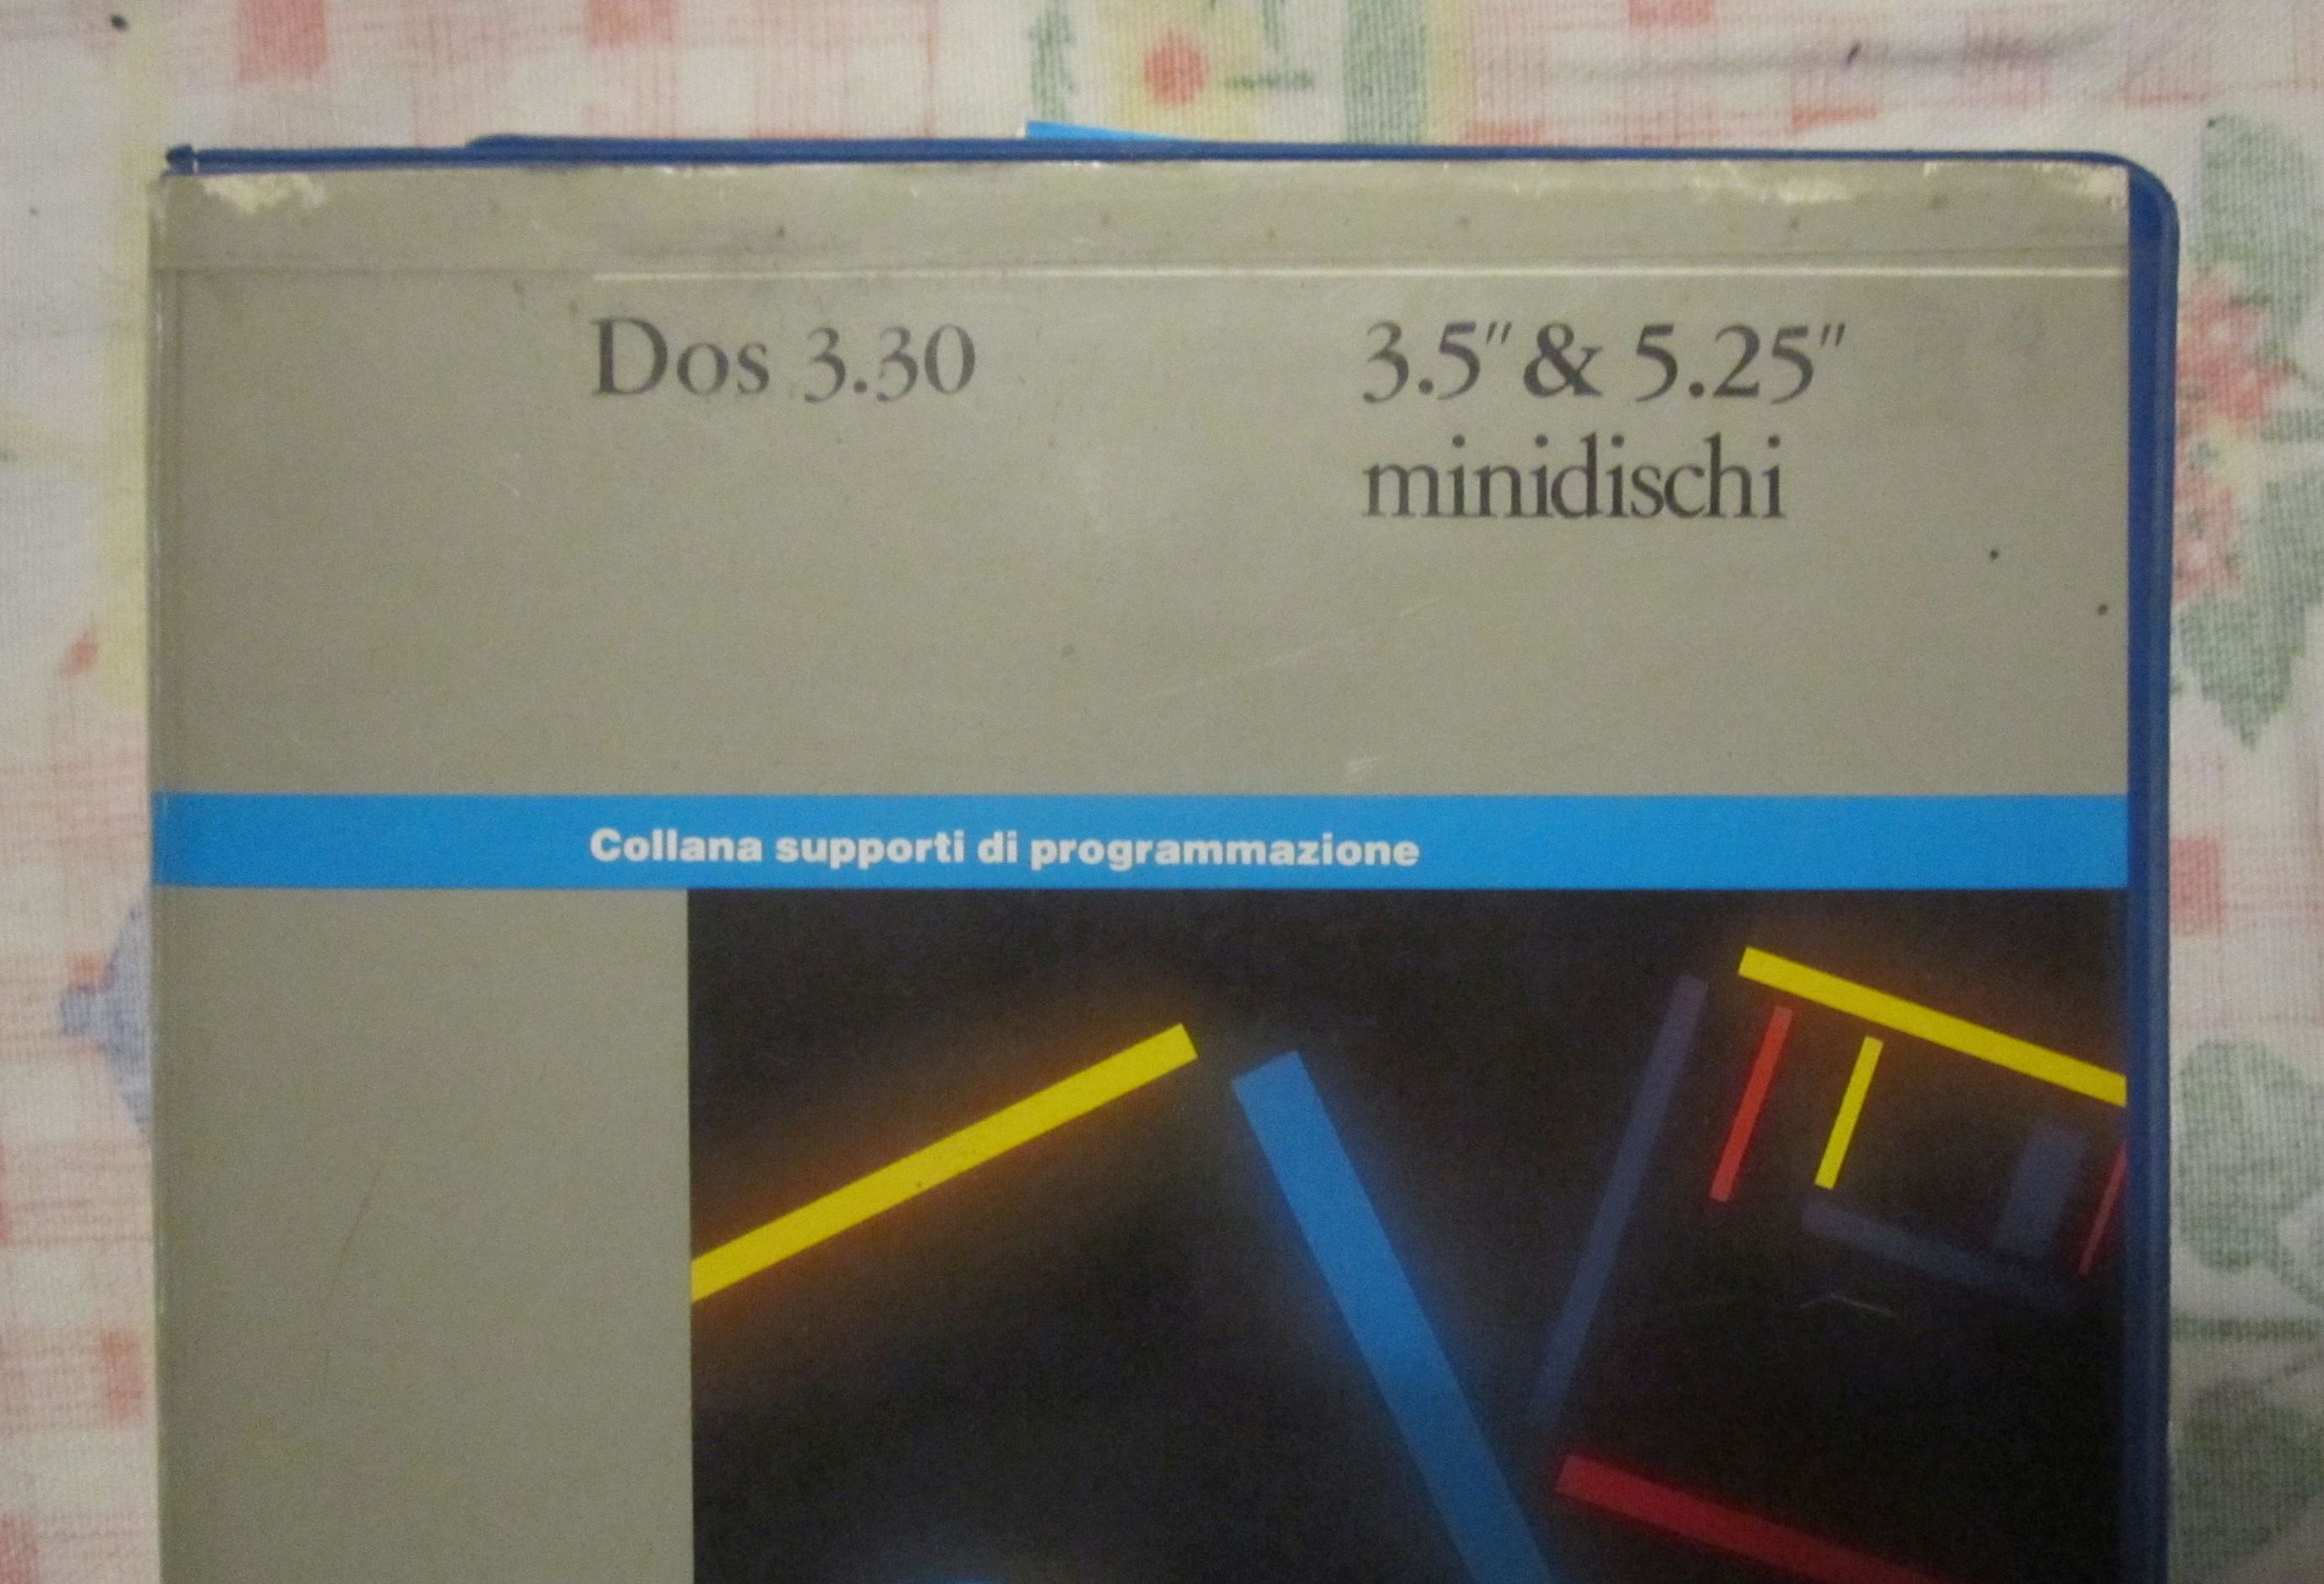 Dos 3.30
3.5" & 5.25"
minidischi
Collana supporti di programmazione